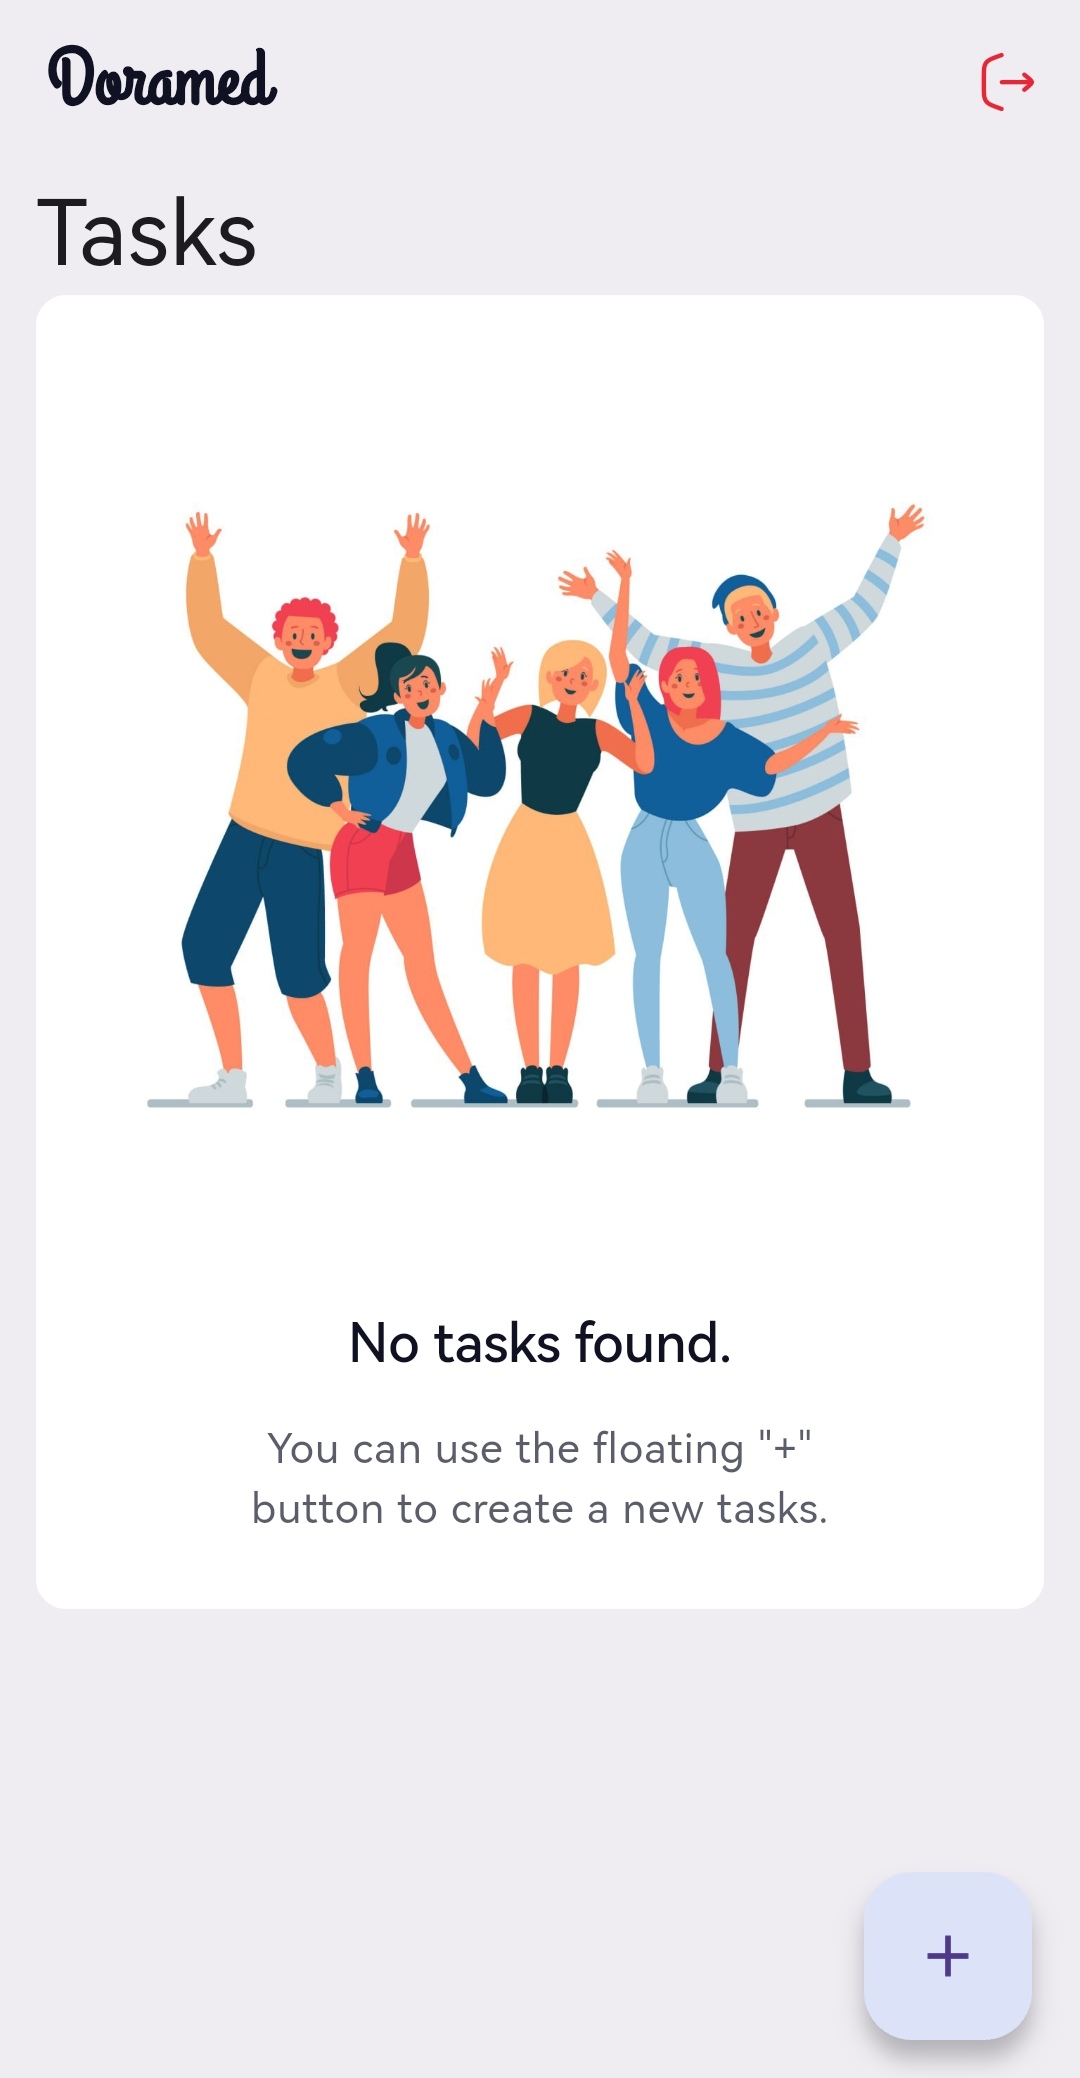 Doramed
Tasks
No tasks found.
You can use the floating "+"
button to create a new tasks.
+